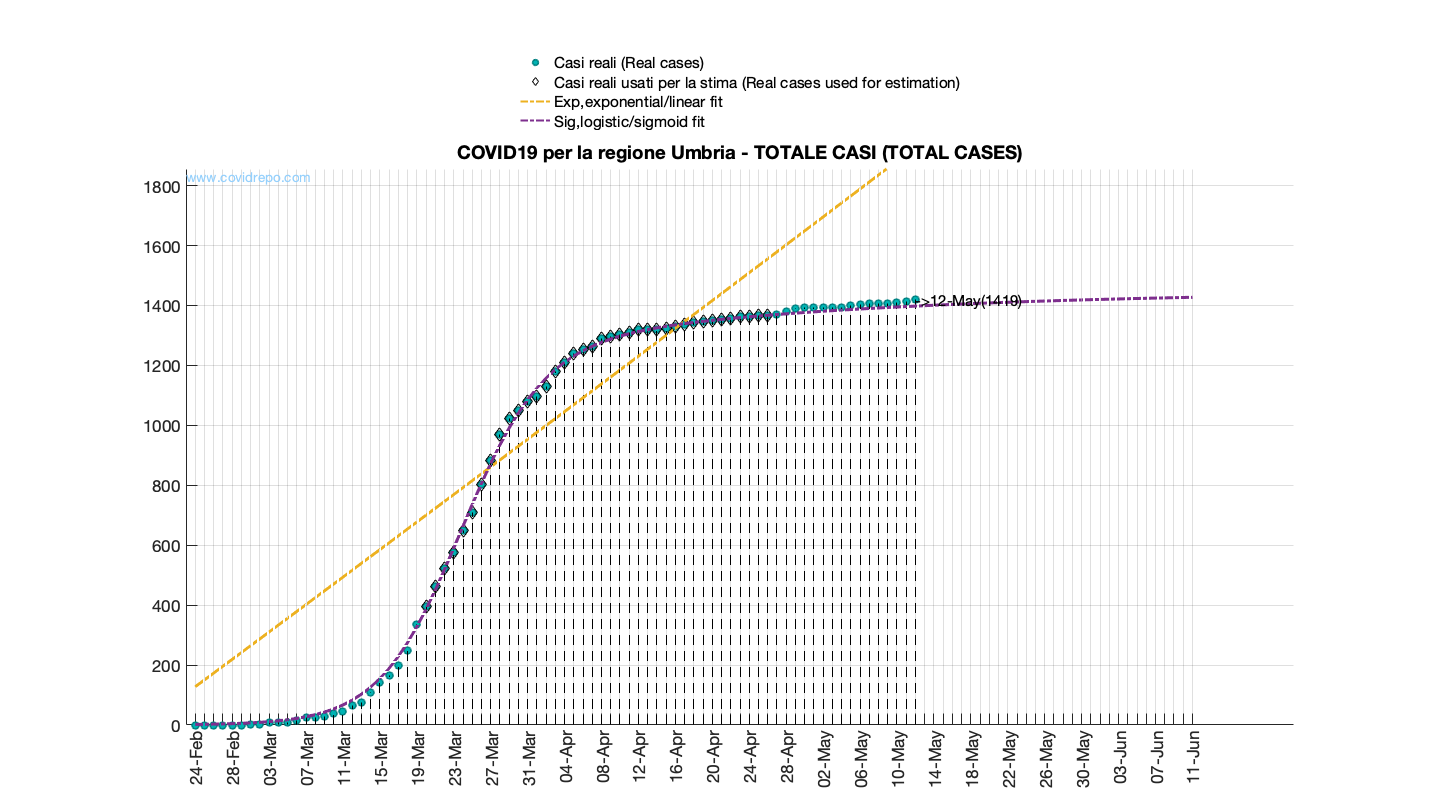 Casi reali (Real cases)
Casi reali usati per la stima (Real cases used for estimation)
Exp,exponential/linear fit
Sig,logistic/sigmoid fit
COVID19 per la regione Umbria - TOTALE CASI (TOTAL CASES)
www.covidrepo.com
1800
1600
1400
1200
1000
800
600
400
200
0
->12-May(1419)
24-Feb
28-Feb
03-Mar
07-Mar
11-Mar
15-Mar
19-Mar
23-Mar
27-Mar
31-Mar
04-Apr
08-Apr
12-Apr
16-Apr
20-Apr
24-Apr
28-Apr
02-May
06-May
10-May
14-May
18-May
22-May
26-May
30-May
03-Jun
07-Jun
11-Jun